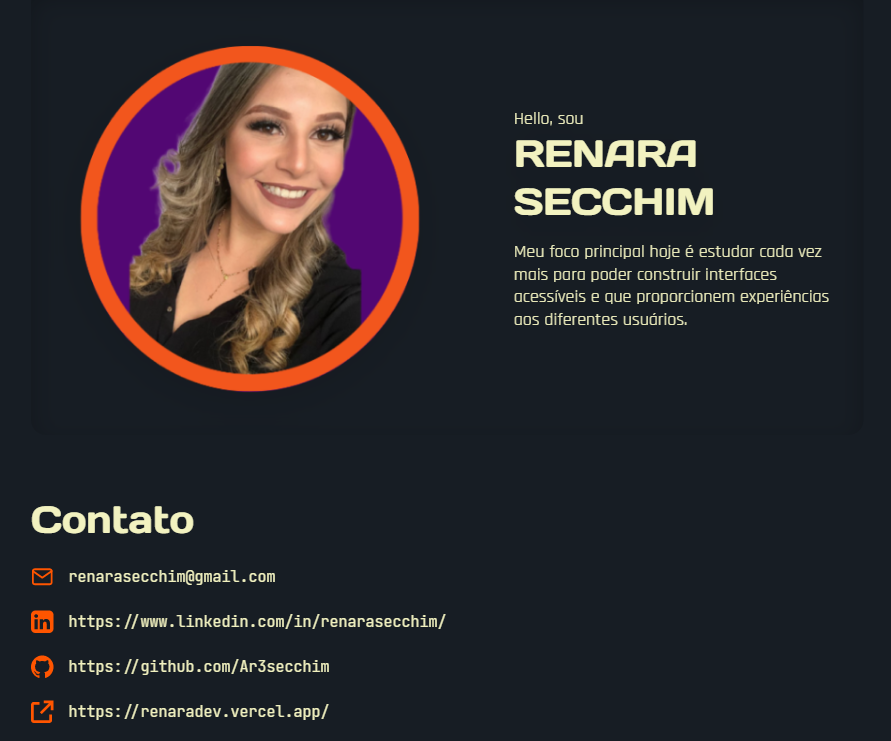 Hello, sou
RENARA
SECCHIM
Meu foco principal hoje é estudar cada vez
mais para poder construir interfaces
acessíveis e que proporcionem experiências
aos diferentes usuários.
Contato
renarasecchim@gmail.com
https://www.linkedin.com/in/renarasecchim/
https://github.com/Ar3secchim
https://renaradev.vercel.app/